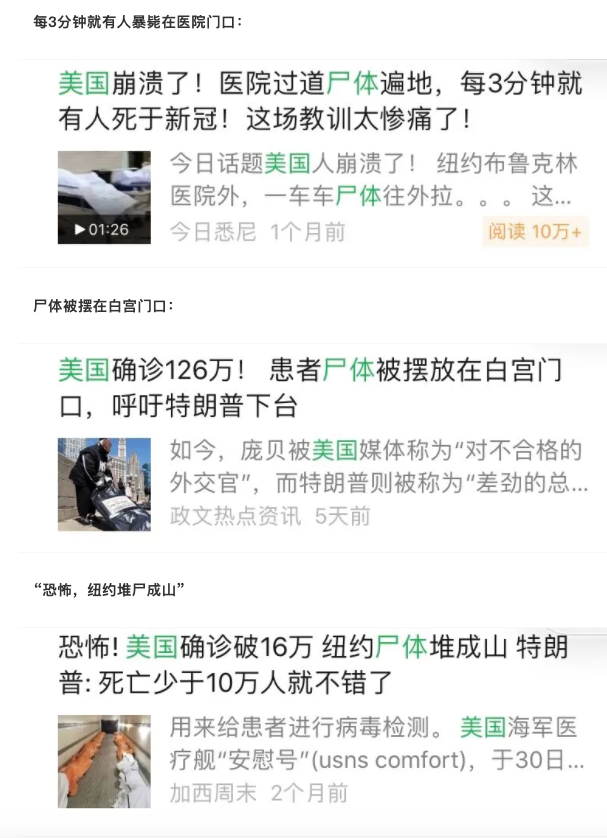 每3分钟就有人暴毙在医院门口：
美国崩溃了！医院过道尸体遍地，每3分钟就
有人死于新冠！这场教训太惨痛了！
今日话题美国人崩溃了！ 纽约布鲁克林
医院外，一车车尸体往外拉。。。 这...
01:26
今日悉尼 1个月前
阅读 10万+
尸体被摆在白宫门口：
美国确诊126万！ 患者尸体被摆放在白宫门
口，呼吁特朗普下台
如今，庞贝被美国媒体称为“对不合格的
外交官”，而特朗普则被称为“差劲的总...
政文热点资讯 5天前
“恐怖，纽约堆尸成山”
恐怖! 美国确诊破16万 纽约尸体堆成山 特朗
普: 死亡少于10万人就不错了
用来给患者进行病毒检测。 美国海军医
疗舰“安慰号”(usns comfort)，于30日...
加西周末 2个月前